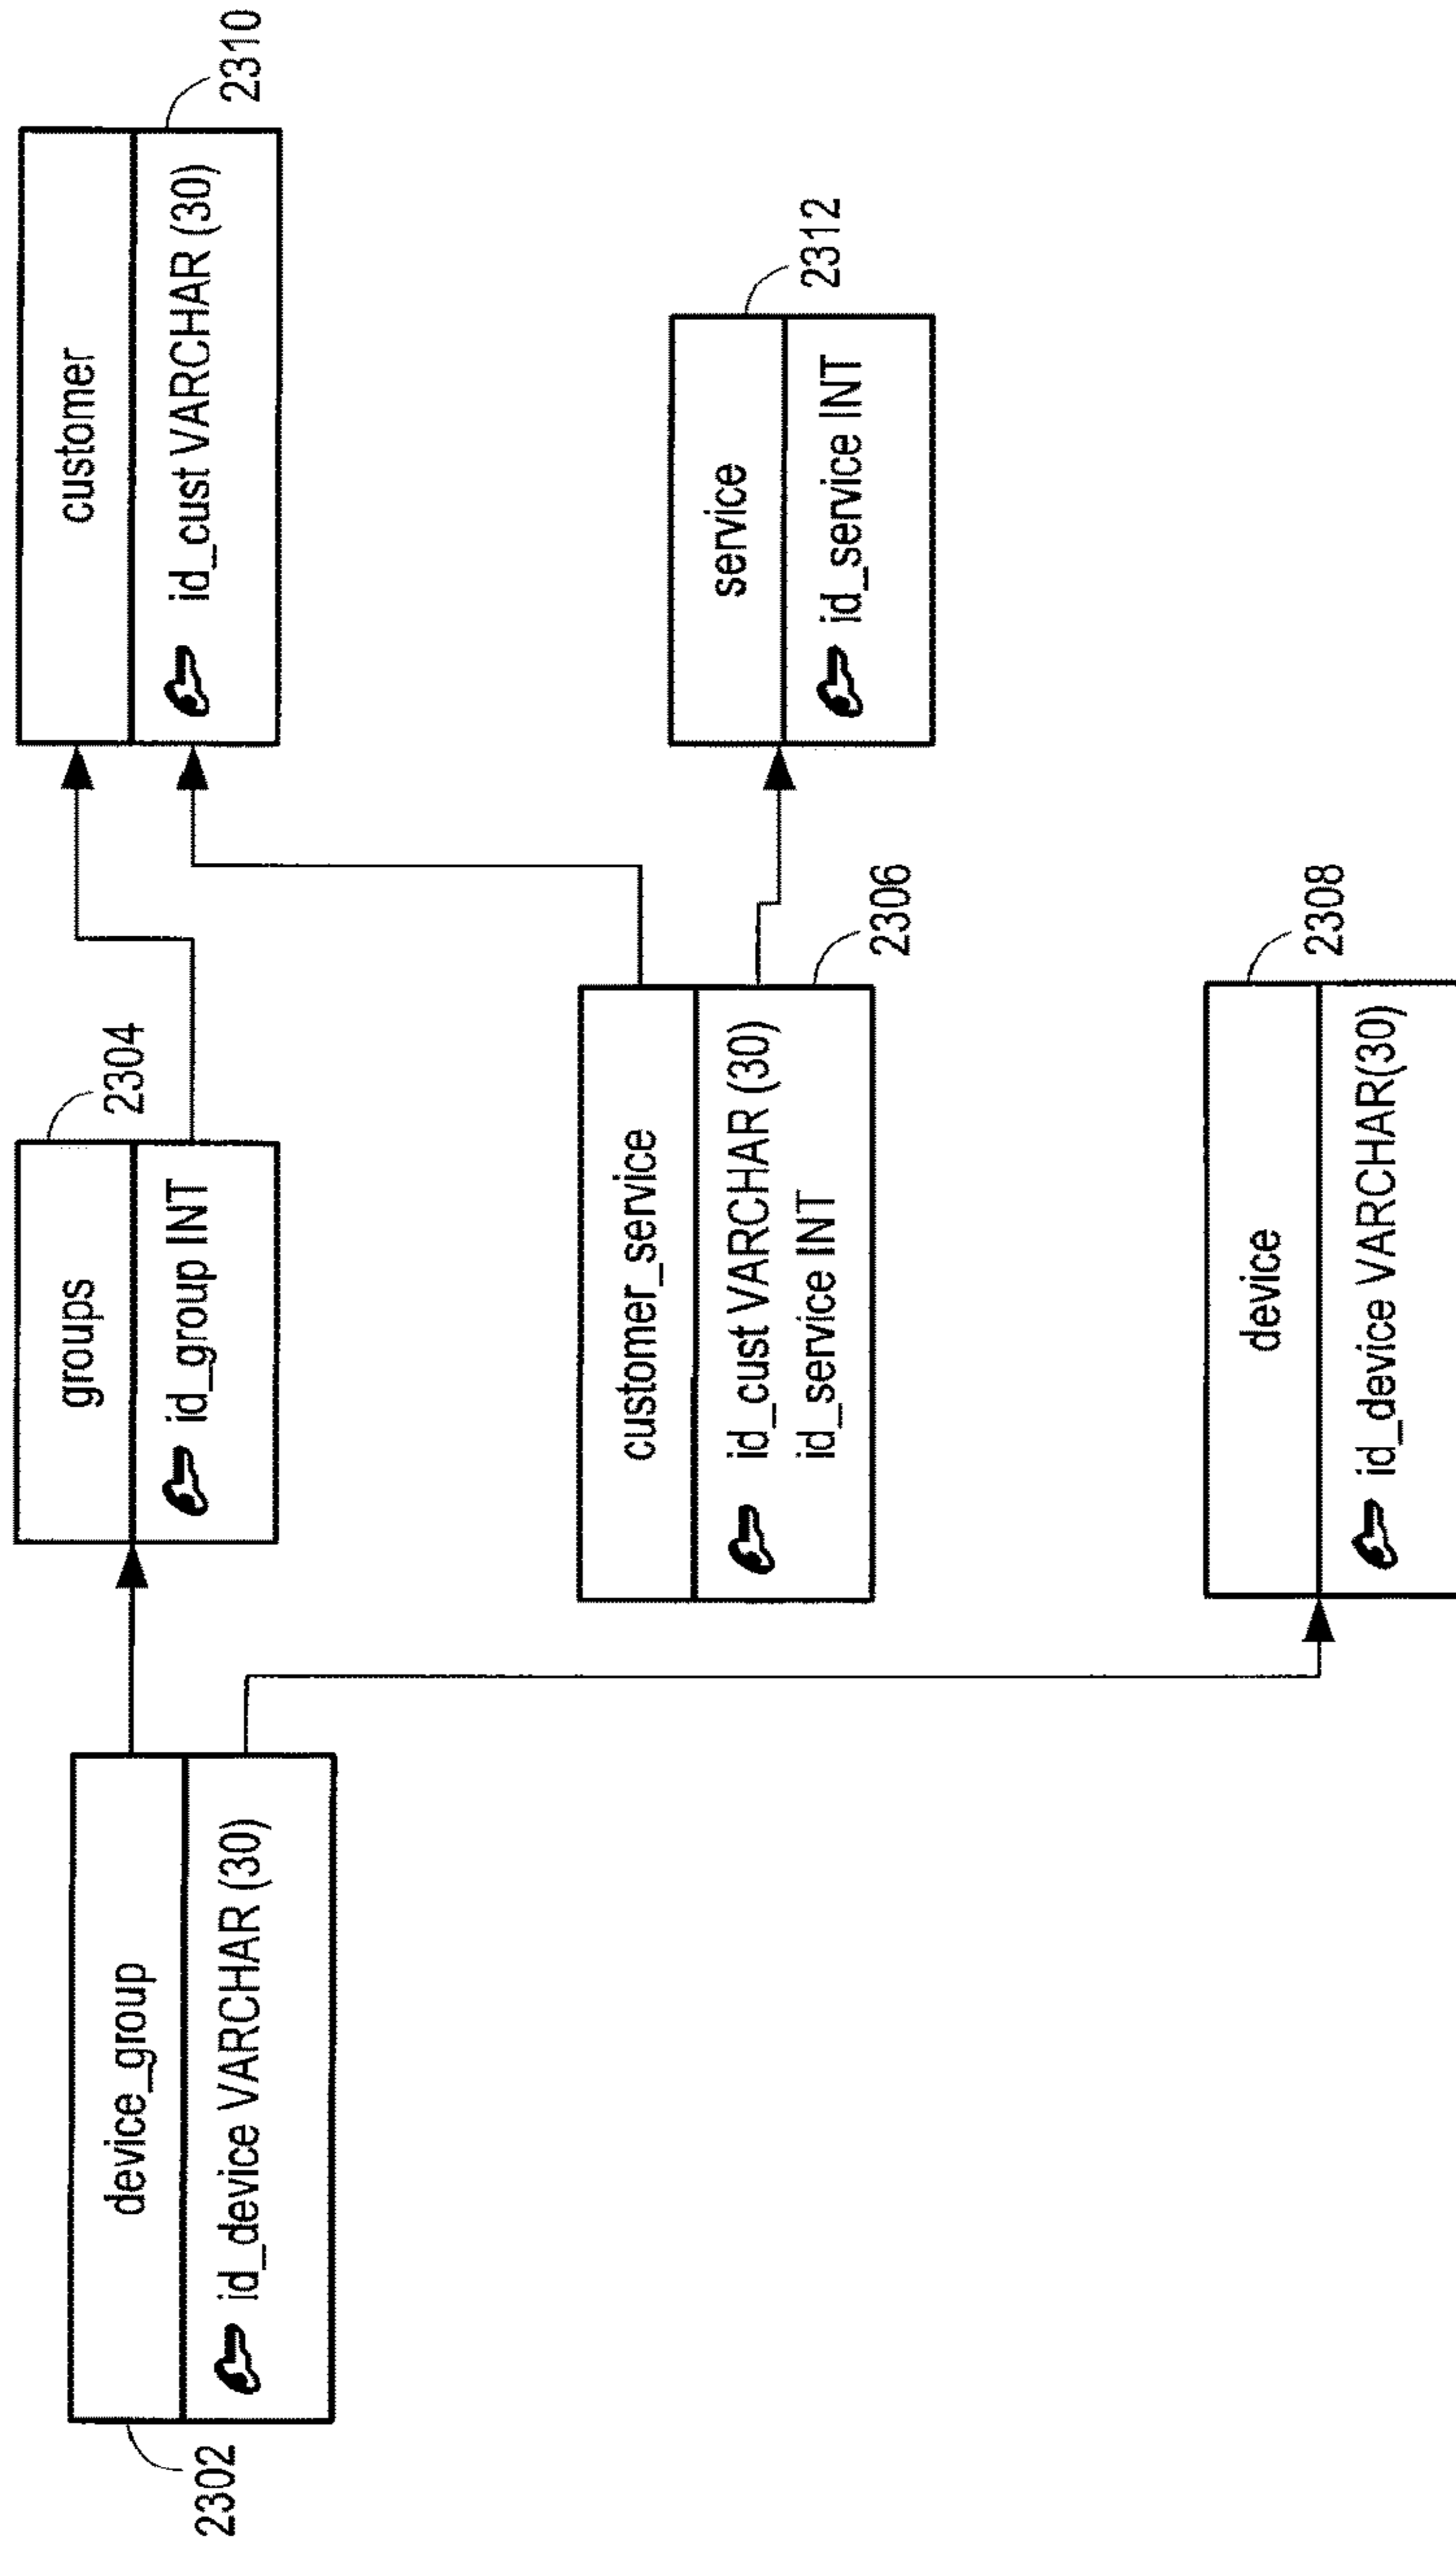 2302
device_group
id_device VARCHAR (30)
groups
2304
id_group INT
customer
2310
id_cust VARCHAR (30)
customer_service
id_cust VARCHAR (30)
id_service INT
2306
service
2312
id_service INT
device
2308
id_device VARCHAR(30)